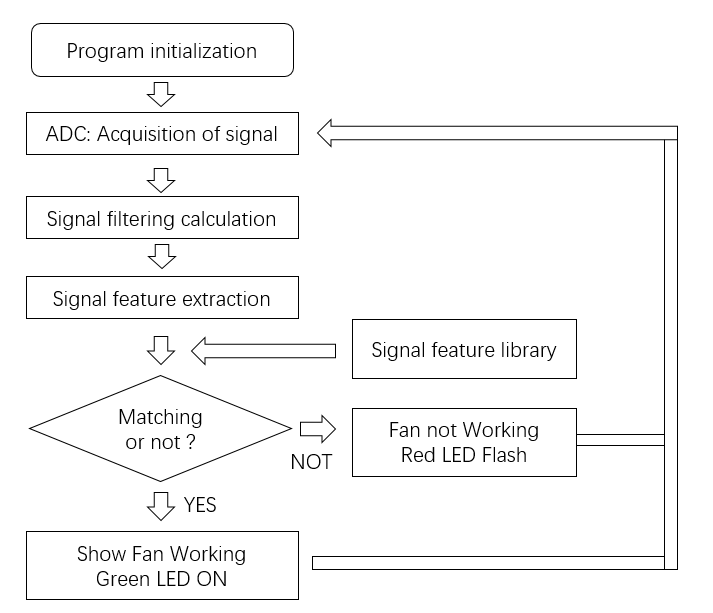 Program initialization
ADC: Acquisition of signal
Signal filtering calculation
Signal feature extraction
Signal feature library
Matching
or not ?
NOT
Fan not Working
Red LED Flash
YES
Show Fan Working
Green LED ON